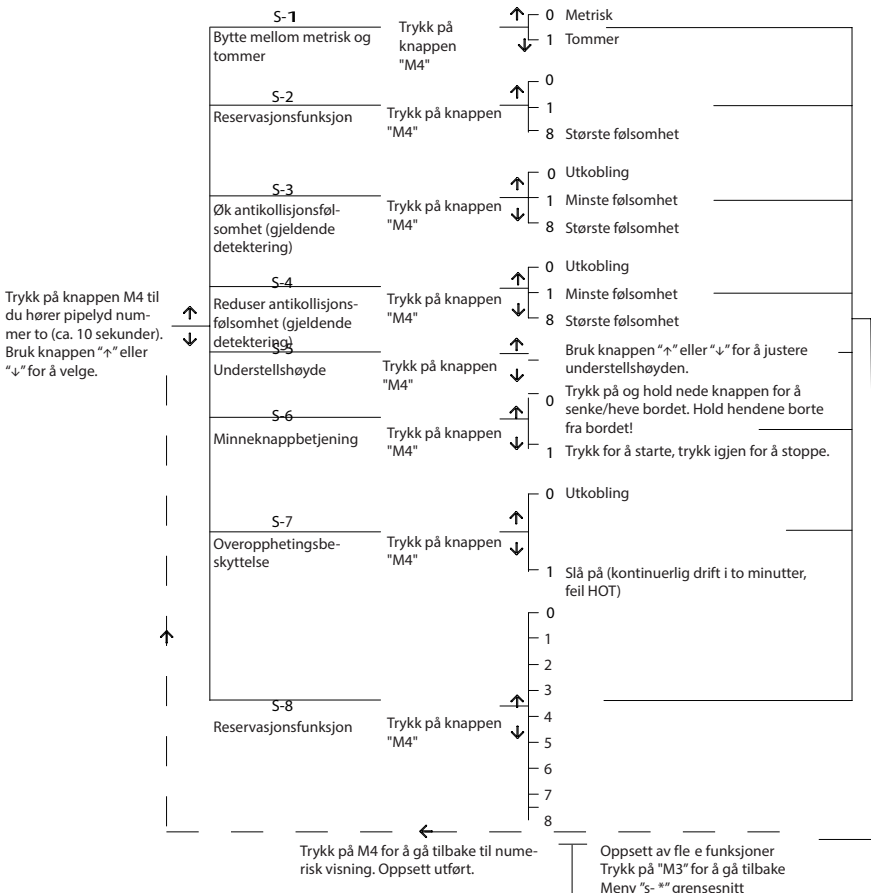 S-1
Bytte mellom metrisk og
tommer
Trykk på
knappen
"M4"
↑
↓
0 Metrisk
1 Tommer
S-2
Reservasjonsfunksjon
Trykk på knappen
"M4"
↑
0
1
8 Største følsomhet
S-3
Øk antikollisjonsføl-
somhet (gjeldende
detektering)
Trykk på knappen
"M4"
↑
↓
0 Utkobling
1 Minste følsomhet
8 Største følsomhet
Trykk på knappen M4 til
du hører pipelyd num-
mer to (ca. 10 sekunder).
Bruk knappen “↑” eller
“↓” for å velge.
↑
↓
S-4
Reduser antikollisjons-
følsomhet (gjeldende
detektering)
Trykk på knappen
"M4"
↑
↓
0 Utkobling
1 Minste følsomhet
8 Største følsomhet
S-5
Understellshøyde
Trykk på knappen
"M4"
↑
↓
Bruk knappen “↑” eller “↓” for å justere
understellshøyden.
S-6
Minneknappbetjening
Trykk på knappen
"M4"
↑
↓
0 Trykk på og hold nede knappen for å
senke/heve bordet. Hold hendene borte
fra bordet!
1 Trykk for å starte, trykk igjen for å stoppe.
S-7
Overopphetingsbe-
skyttelse
Trykk på knappen
"M4"
↑
↓
0 Utkobling
1 Slå på (kontinuerlig drift i to minutter,
feil HOT)
S-8
Reservasjonsfunksjon
Trykk på knappen
"M4"
↑
↓
0
1
2
3
4
5
6
7
8
Trykk på M4 for å gå tilbake til nume-
risk visning. Oppsett utført.
Oppsett av fle e funksjoner
Trykk på "M3" for å gå tilbake
Meny "s- *" grensesnitt